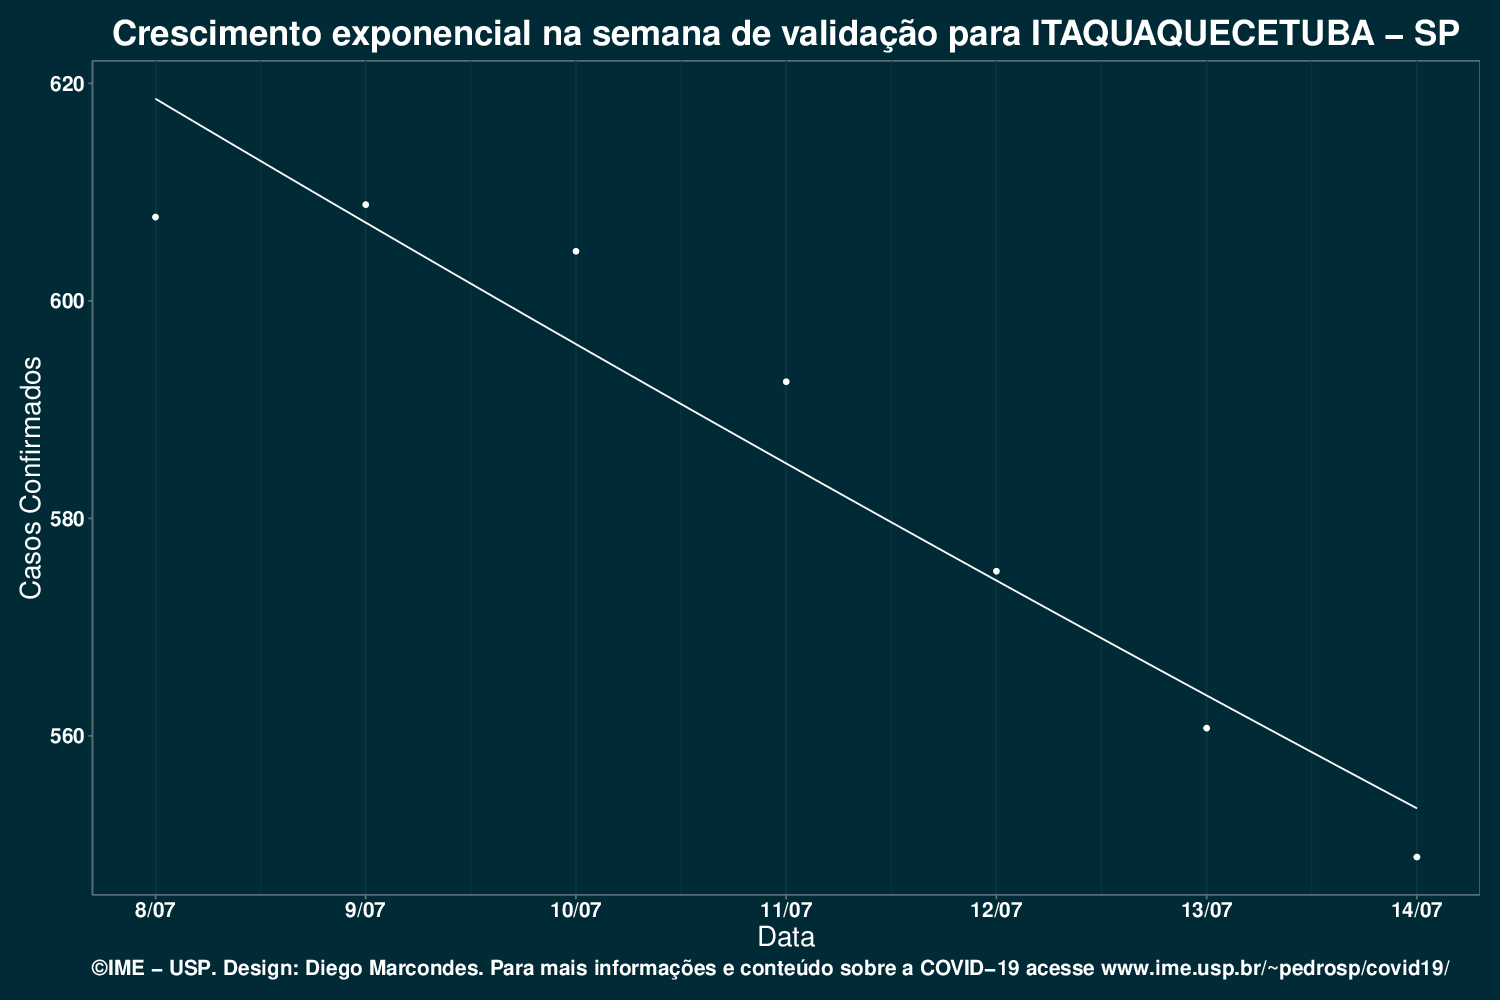 Crescimento exponencial na semana de validação para ITAQUAQUECETUBA – SP
620
600
580
560
Casos Confirmados
8/07 9/07 10/07 11/07 12/07 13/07 14/07
Data
©IME – USP. Design: Diego Marcondes. Para mais informações e conteúdo sobre a COVID–19 acesse www.ime.usp.br/~pedrosp/covid19/